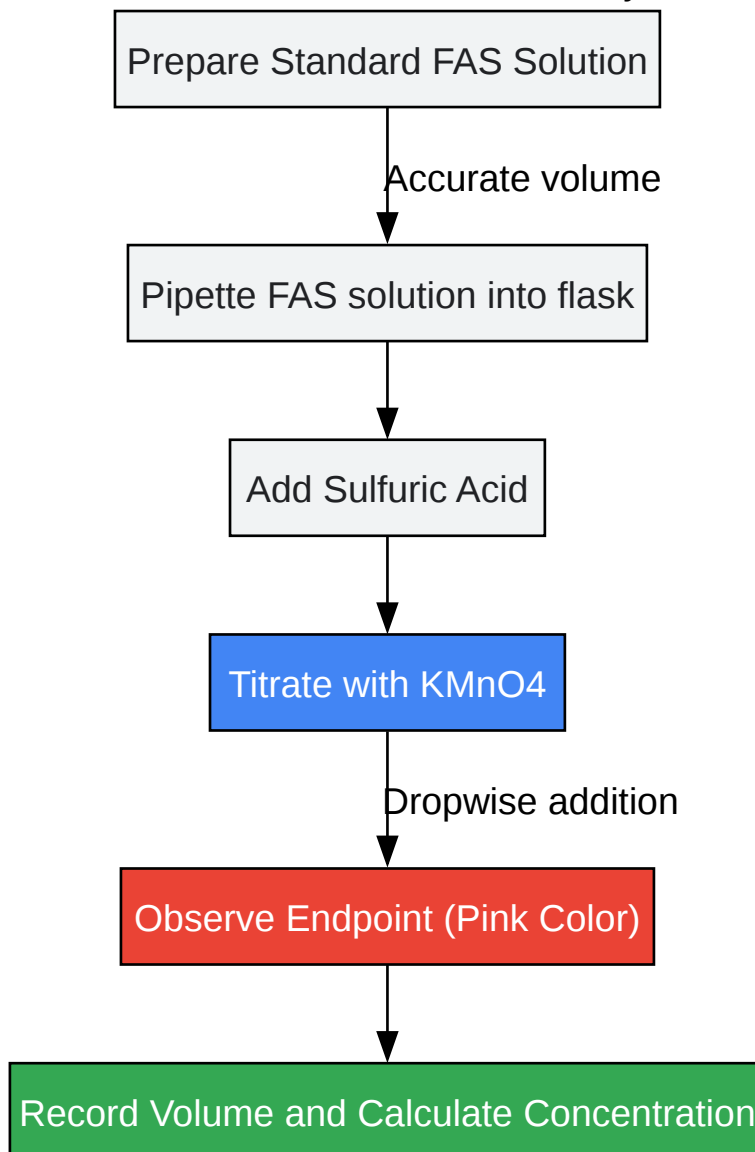 Prepare Standard FAS Solution
Accurate volume
Pipette FAS solution into flask
Add Sulfuric Acid
Titrate with KMnO4
Dropwise addition
Observe Endpoint (Pink Color)
Record Volume and Calculate Concentration